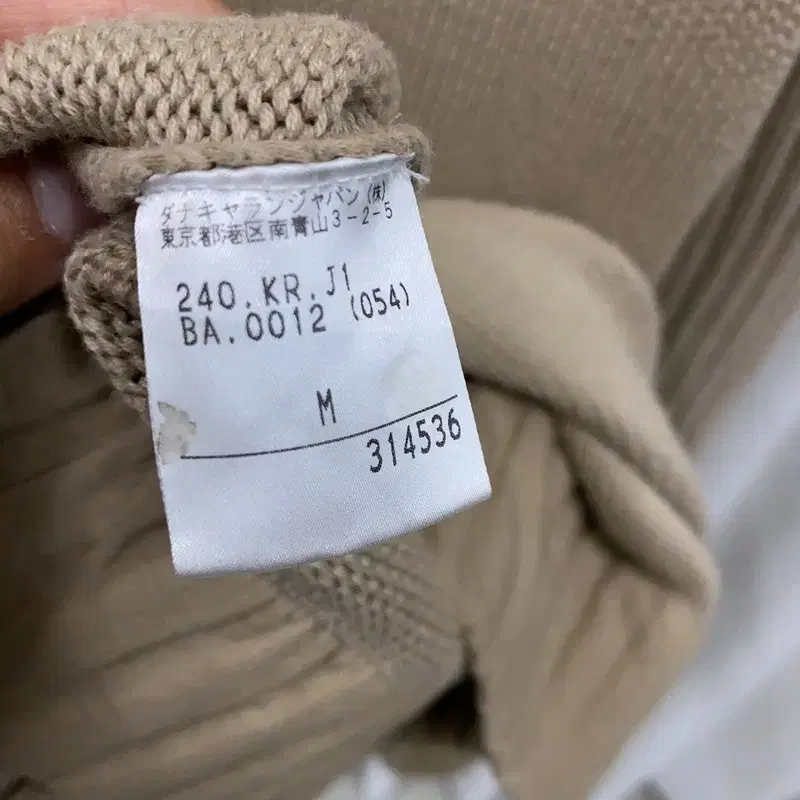 ダナキャランジャパン(株)
東京都港区南青山3-2-5
240.KR.J1
BA.0012 (054)
M
314536